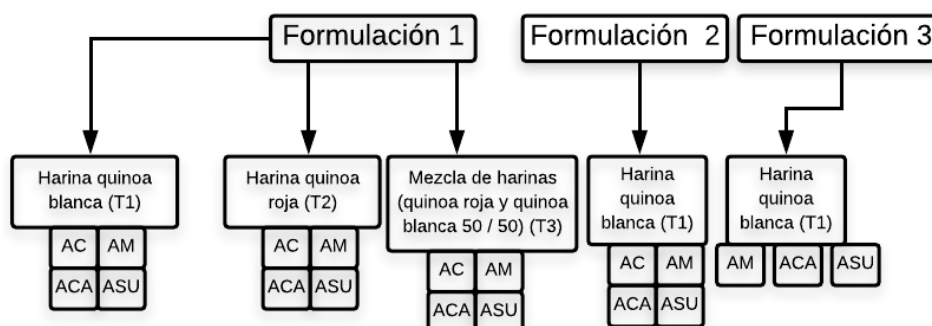 Formulación 1
Formulación 2
Formulación 3
Harina quinoa
blanca (T1)
AC AM
ACA ASU
Harina quinoa
roja (T2)
AC AM
ACA ASU
Mezcla de harinas
(quinoa roja y quinoa
blanca 50 / 50) (T3)
AC AM
ACA ASU
Harina
quinoa
blanca (T1)
AC AM
ACA ASU
Harina
quinoa
blanca (T1)
AM ACA ASU